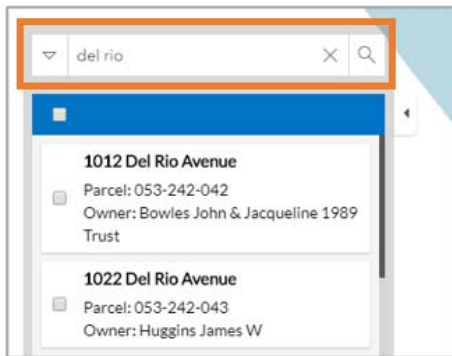 del rio
1012 Del Rio Avenue
Parcel: 053-242-042
Owner: Bowles John & Jacqueline 1989
Trust
1022 Del Rio Avenue
Parcel: 053-242-043
Owner: Huggins James W